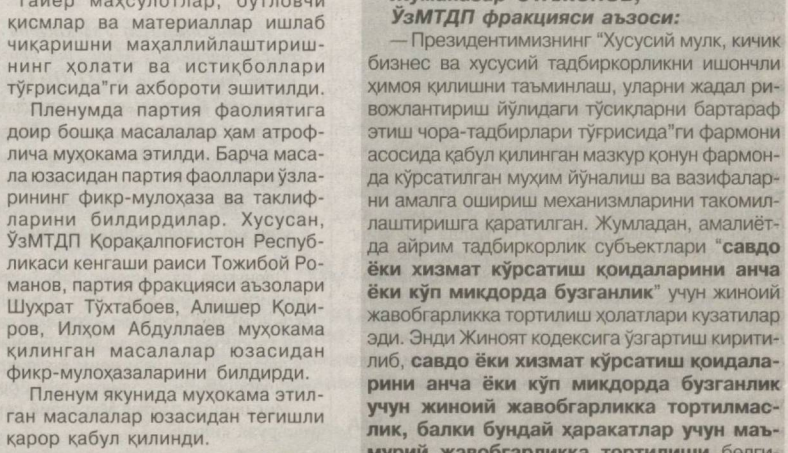 тайёр маҳсулотлар, бутловчи
қисмлар ва материаллар ишлаб
чиқаришни маҳаллийлаштириш-
нинг ҳолати ва истиқболлари
тўғрисида”ги ахбороти эшитилди.
Пленумда партия фаолиятига
доир бошқа масалалар ҳам атроф-
лича муҳокама этилди. Барча маса-
ла юзасидан партия фаоллари ўзла-
рининг фикр-мулоҳаза ва таклиф-
ларини билдирдилар. Хусусан,
ЎзМТДП Қорақалпоғистон Респуб-
ликаси кенгаши раиси Тожибой Ро-
манов, партия фракцияси аъзолари
Шуҳрат Тўхтабоев, Алишер Қоди-
ров, Илҳом Абдуллаев муҳокама
қилинган масалалар юзасидан
фикр-мулоҳазаларини билдирди.
Пленум якунида муҳокама этил-
ган масалалар юзасидан тегишли
қарор қабул қилинди.
ЎзМТДП фракцияси аъзоси:
— Президентимизнинг “Хусусий мулк, кичик
бизнес ва хусусий тадбиркорликни ишончли
ҳимоя қилишни таъминлаш, уларни жадал ри-
вожлантириш йўлидаги тўсиқларни бартараф
этиш чора-тадбирлари тўғрисида”ги фармони
асосида қабул қилинган мазкур қонун фармон-
да кўрсатилган муҳим йўналиш ва вазифалар-
ни амалга ошириш механизмларини такомил-
лаштиришга қаратилган. Жумладан, амалиёт-
да айрим тадбиркорлик субъектлари “савдо
ёки хизмат кўрсатиш қоидаларини анча
ёки кўп микдорда бузганлик” учун жиноий
жавобгарликка тортилиш ҳолатлари кузатилар
эди. Энди Жиноят кодексига ўзгартиш кирити-
либ, савдо ёки хизмат кўрсатиш қоидала-
рини анча ёки кўп микдорда бузганлик
учун жиноий жавобгарликка тортилмас-
лик, балки бундай ҳаракатлар учун маъ-
мурий жавобгарликка тортилиши белги-